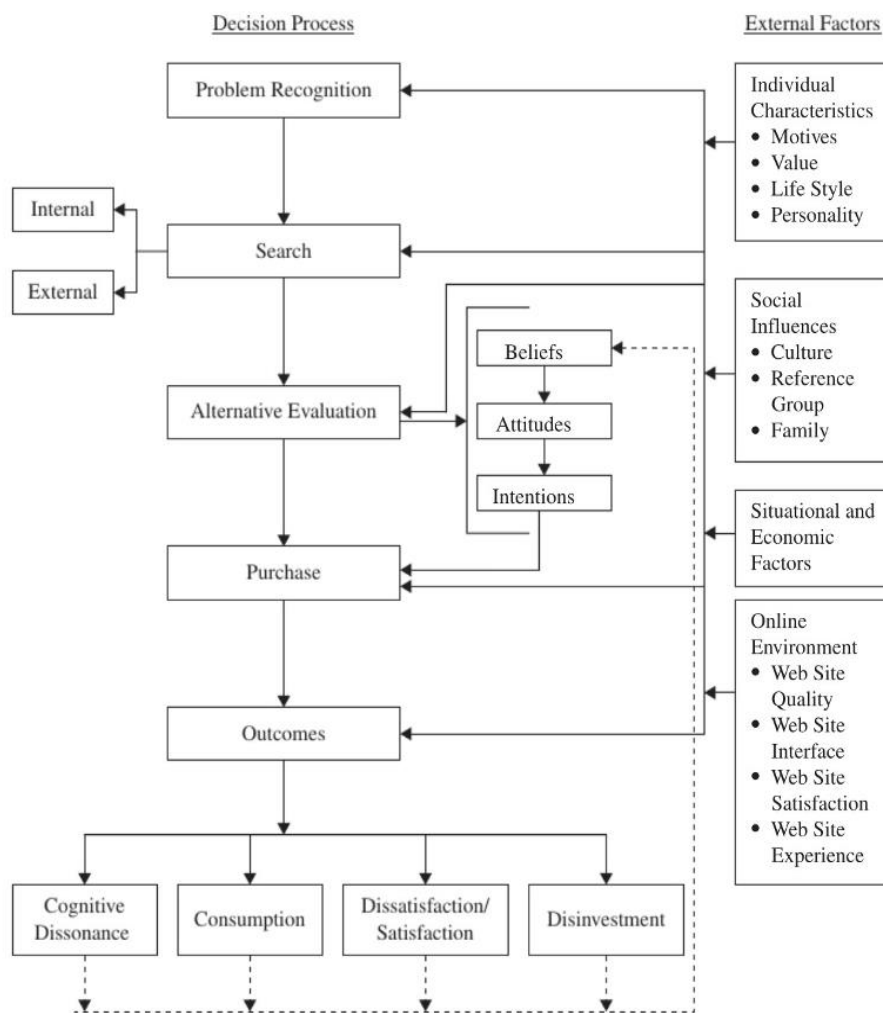 Decision Process
External Factors
Problem Recognition
Individual
Characteristics
• Motives
• Value
• Life Style
• Personality
Internal
Search
External
Social
Influences
• Culture
• Reference
Group
• Family
Beliefs
Alternative Evaluation
Attitudes
Intentions
Situational and
Economic
Factors
Purchase
Online
Environment
• Web Site
Quality
• Web Site
Interface
• Web Site
Satisfaction
• Web Site
Experience
Outcomes
Cognitive
Dissonance
Consumption
Dissatisfaction/
Satisfaction
Disinvestment